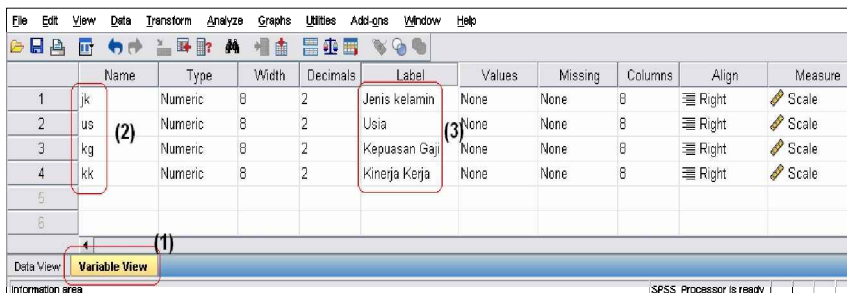 File Edit View Data Transform Analyze Graphs Utilities Add-ons Window Help
Name Type Width Decimals Label Values Missing Columns Align Measure
1 jk Numeric 8 2 Jenis kelamin None None 8 Right Scale
2 us Numeric 8 2 Usia None None 8 Right Scale
3 kg Numeric 8 2 Kepuasan Gaji None None 8 Right Scale
4 kk Numeric 8 2 Kinerja Kerja None None 8 Right Scale
(2) (3)
5
6
(1)
Data View Variable View
Information area SPSS Processor is ready